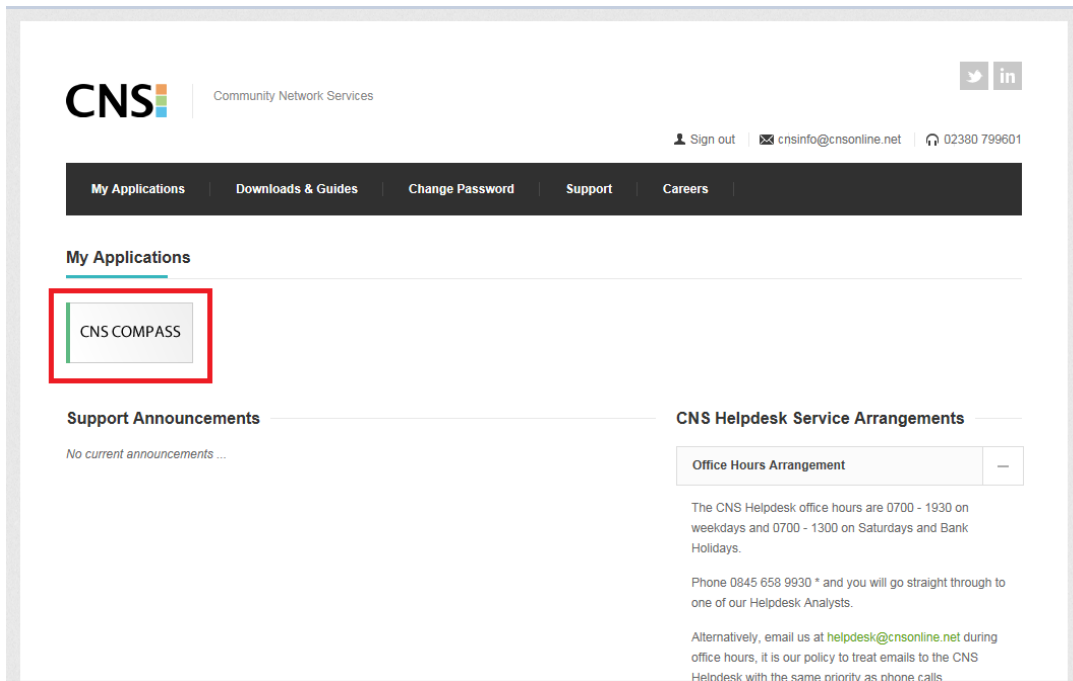 CNS
Community Network Services
in
Sign out
cnsinfo@cnsonline.net
02380 799601
My Applications
Downloads & Guides
Change Password
Support
Careers
My Applications
CNS COMPASS
Support Announcements
No current announcements ...
CNS Helpdesk Service Arrangements
Office Hours Arrangement
The CNS Helpdesk office hours are 0700 - 1930 on
weekdays and 0700 - 1300 on Saturdays and Bank
Holidays.
Phone 0845 658 9930 * and you will go straight through to
one of our Helpdesk Analysts.
Alternatively, email us at helpdesk@cnsonline.net during
office hours, it is our policy to treat emails to the CNS
Helpdesk with the same priority as phone calls